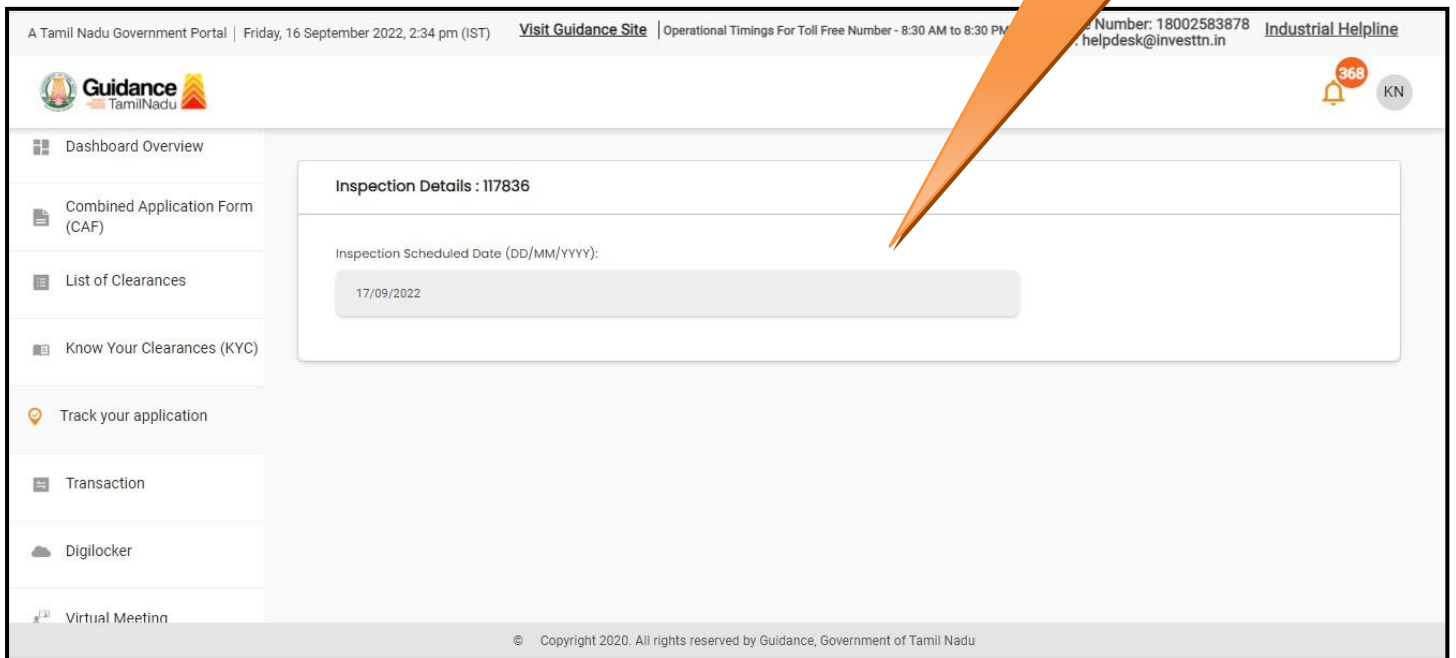 A Tamil Nadu Government Portal | Friday, 16 September 2022, 2:34 pm (IST) Visit Guidance Site | Operational Timings For Toll Free Number - 8:30 AM to 8:30 PM Number: 18002583878 Industrial Helpline
: helpdesk@investtn.in
Guidance
TamilNadu
368
KN
Dashboard Overview
Combined Application Form
(CAF)
List of Clearances
Know Your Clearances (KYC)
Track your application
Transaction
Digilocker
Virtual Meeting
Inspection Details : 117836
Inspection Scheduled Date (DD/MM/YYYY):
17/09/2022
© Copyright 2020. All rights reserved by Guidance, Government of Tamil Nadu